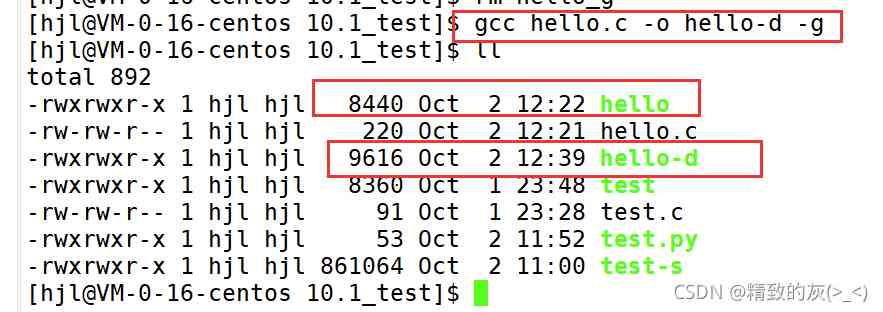 [hjl@VM-0-16-centos 10.1_test]$ rm hello_g
[hjl@VM-0-16-centos 10.1_test]$ gcc hello.c -o hello-d -g
[hjl@VM-0-16-centos 10.1_test]$ ll
total 892
-rwxrwxr-x 1 hjl hjl   8440 Oct  2 12:22 hello
-rw-rw-r-- 1 hjl hjl    220 Oct  2 12:21 hello.c
-rwxrwxr-x 1 hjl hjl   9616 Oct  2 12:39 hello-d
-rwxrwxr-x 1 hjl hjl   8360 Oct  1 23:48 test
-rw-rw-r-- 1 hjl hjl     91 Oct  1 23:28 test.c
-rwxrwxr-x 1 hjl hjl     53 Oct  2 11:52 test.py
-rwxrwxr-x 1 hjl hjl 861064 Oct  2 11:00 test-s
[hjl@VM-0-16-centos 10.1_test]$
CSDN @精致的灰(>_<)